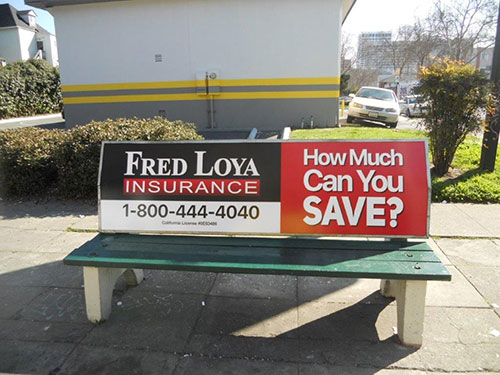 FRED LOYA
INSURANCE
1-800-444-4040
How Much
Can You
SAVE?